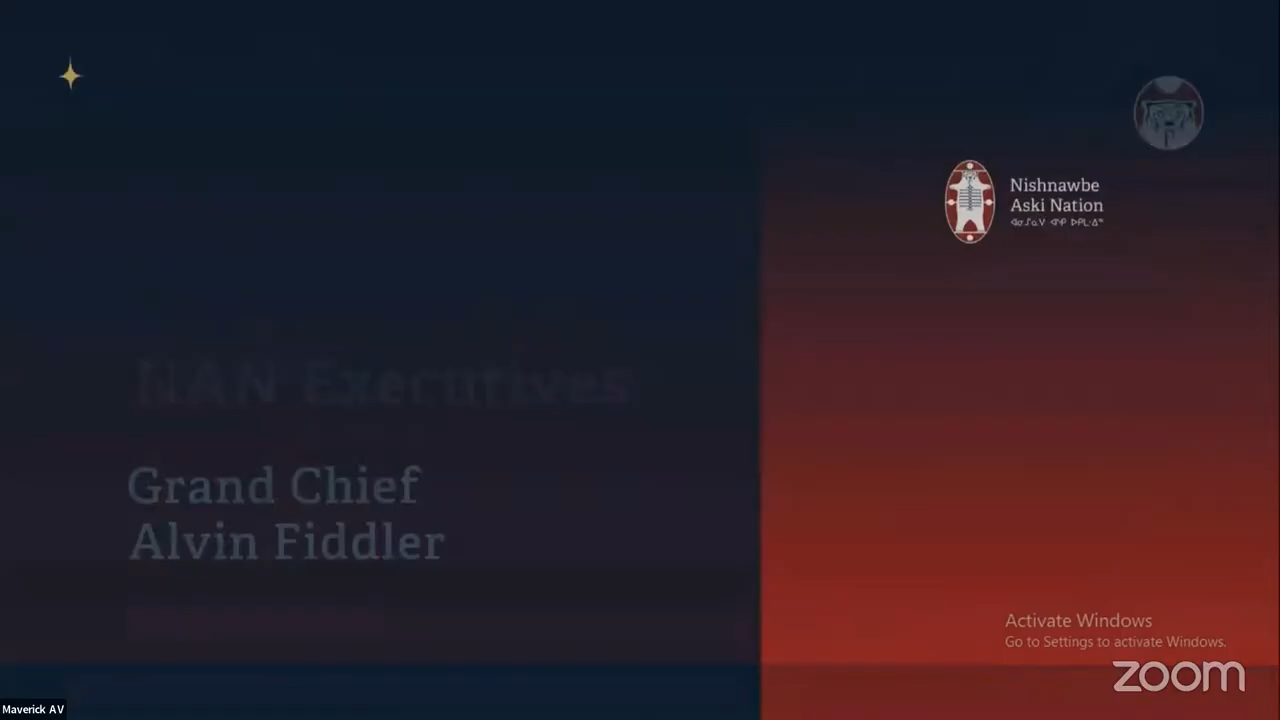 Nishnawbe
Aski Nation
NAN Executives
Grand Chief
Alvin Fiddler
Activate Windows
Go to Settings to activate Windows.
zoom
Maverick AV